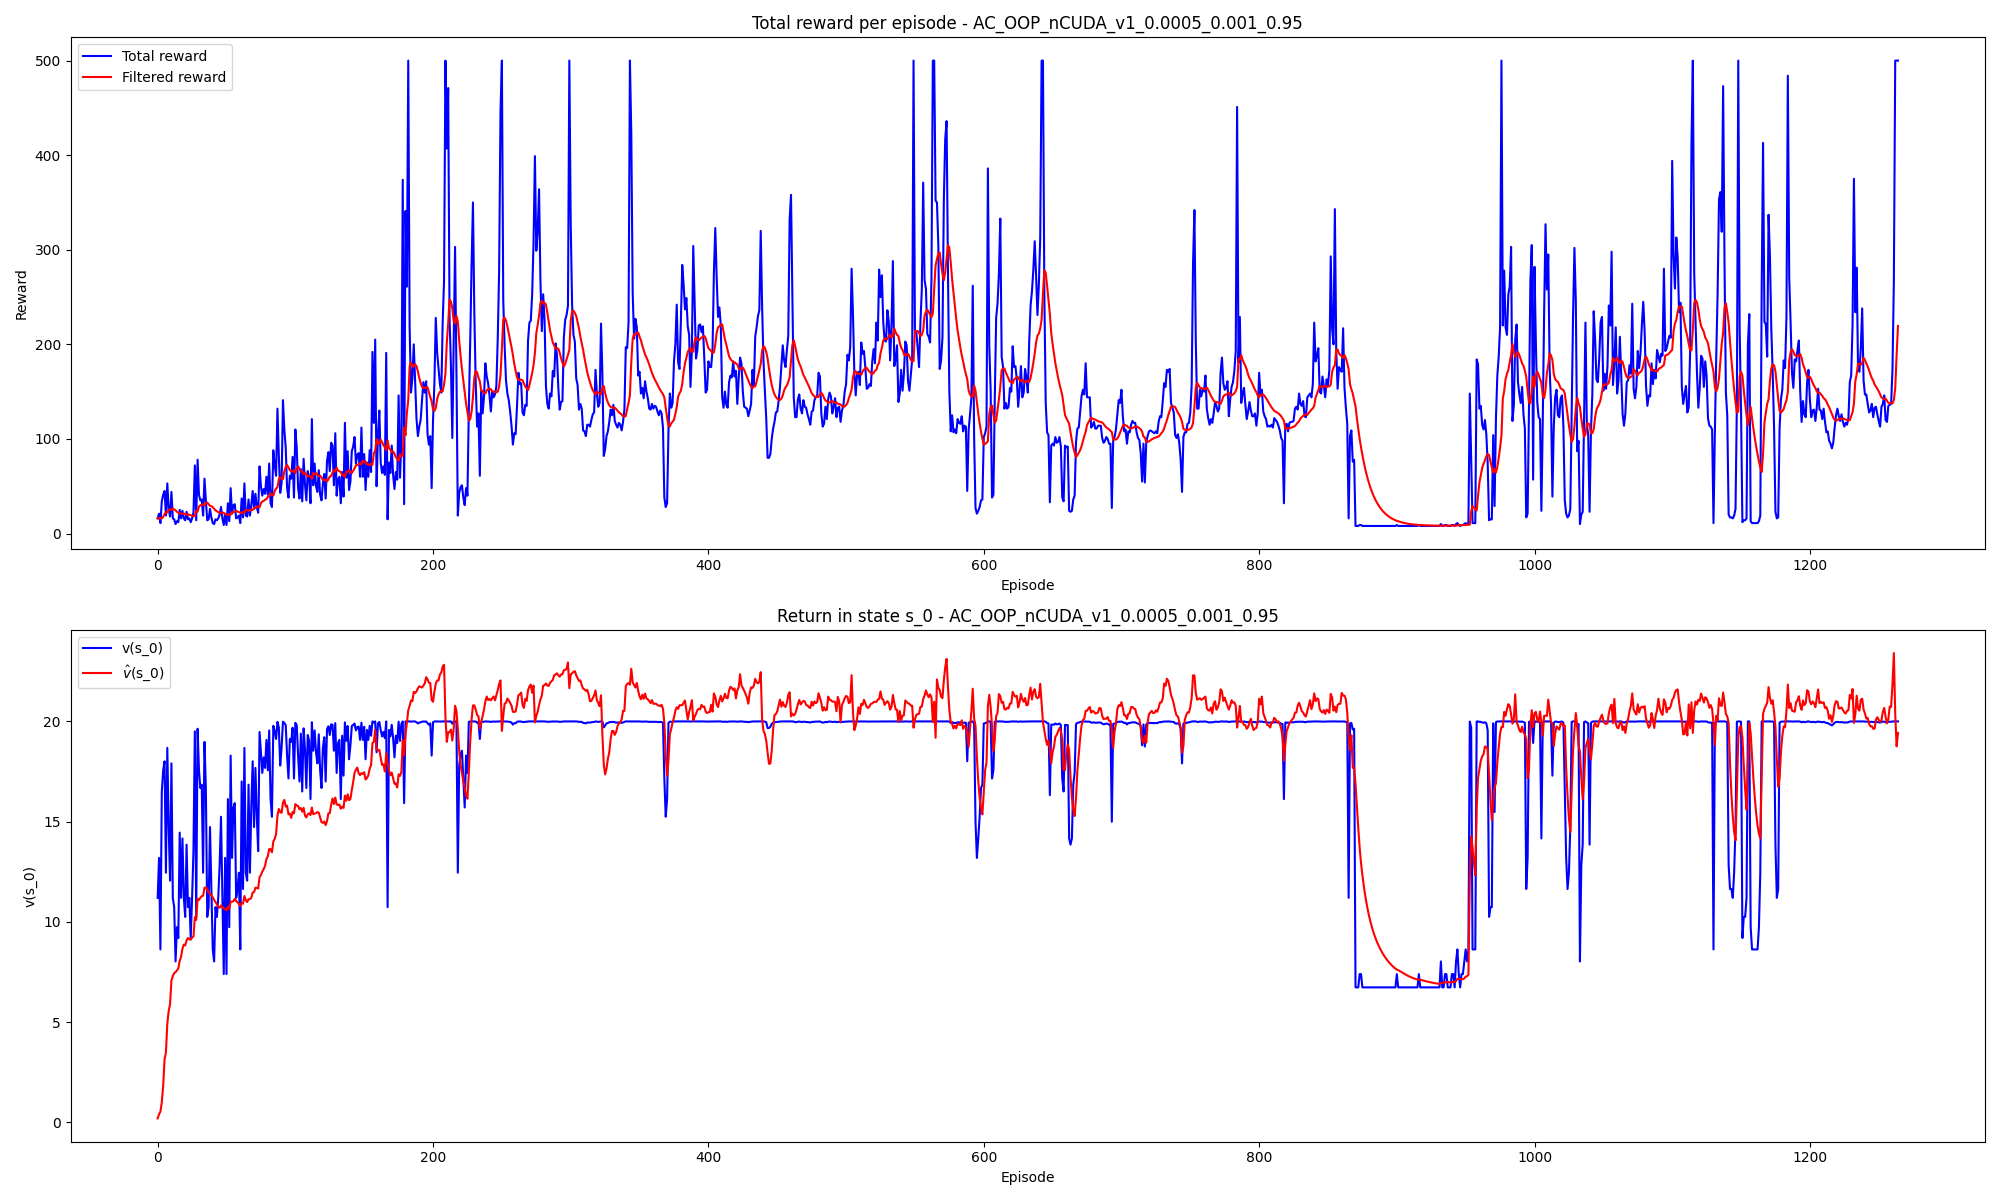 Total reward per episode - AC_OOP_nCUDA_v1_0.0005_0.001_0.95
Total reward
Filtered reward
Reward
500
400
300
200
100
0
0 200 400 600 800 1000 1200
Episode
Return in state s_0 - AC_OOP_nCUDA_v1_0.0005_0.001_0.95
v(s_0)
v̂(s_0)
v(s_0)
20
15
10
5
0
0 200 400 600 800 1000 1200
Episode